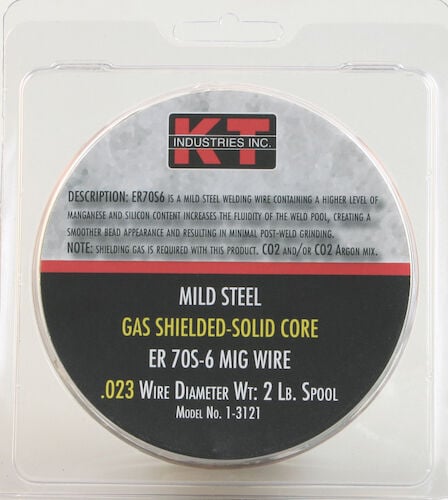 KT
INDUSTRIES INC.
DESCRIPTION: ER70S6 IS A MILD STEEL WELDING WIRE CONTAINING A HIGHER LEVEL OF
MANGANESE AND SILICON CONTENT INCREASES THE FLUIDITY OF THE WELD POOL, CREATING A
SMOOTHER BEAD APPEARANCE AND RESULTING IN MINIMAL POST-WELD GRINDING.
NOTE: SHIELDING GAS IS REQUIRED WITH THIS PRODUCT. CO2 AND/OR CO2 ARGON MIX.
MILD STEEL
GAS SHIELDED-SOLID CORE
ER 70S-6 MIG WIRE
.023 WIRE DIAMETER WT: 2 LB. SPOOL
MODEL NO. 1-3121